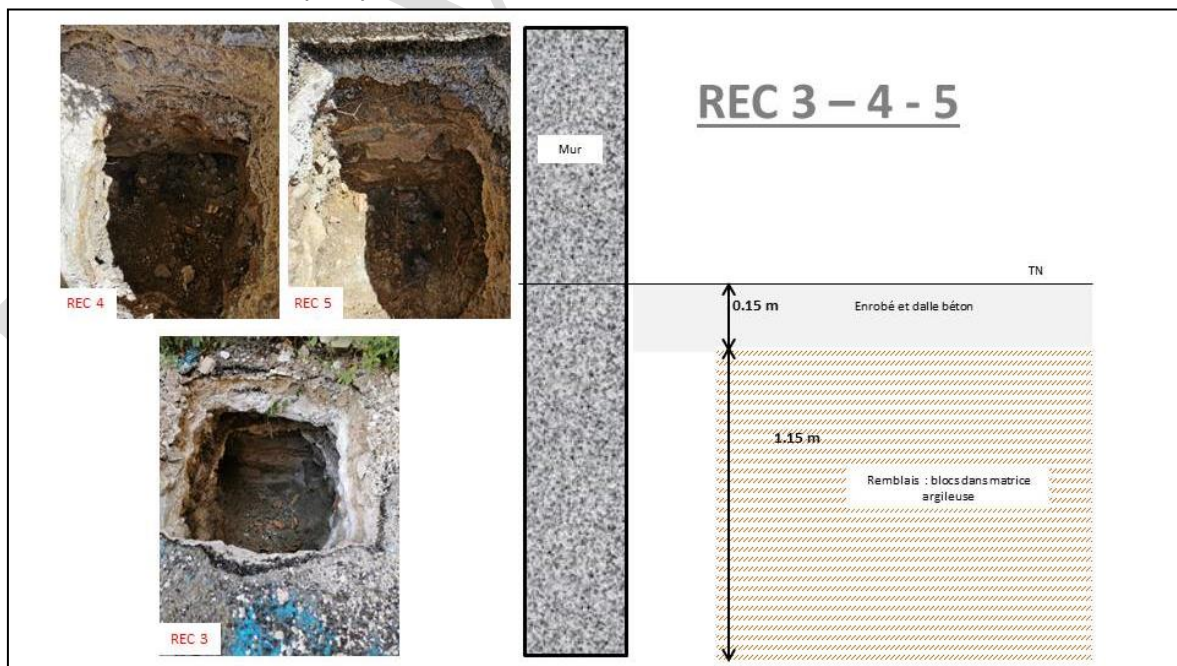 REC 3 – 4 - 5
Mur
REC 4
REC 5
TN
0.15 m
Enrobé et dalle béton
REC 3
1.15 m
Remblais : blocs dans matrice
argileuse